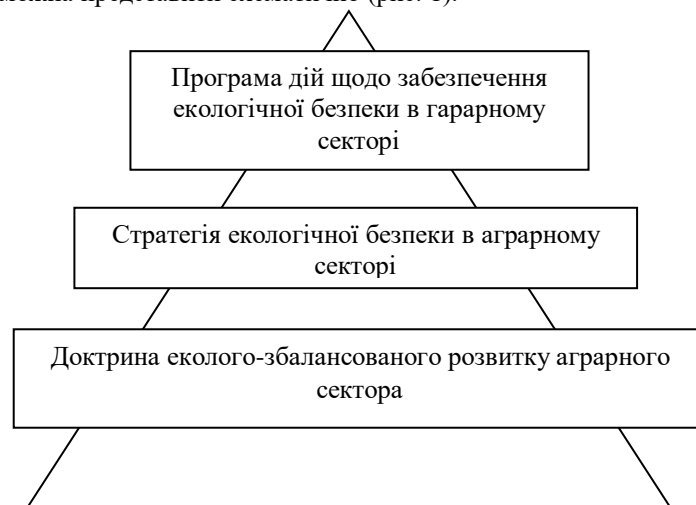 Програма дій щодо забезпечення
екологічної безпеки в гарарному
секторі
Стратегія екологічної безпеки в аграрному
секторі
Доктрина еколого-збалансованого розвитку аграрного
сектора